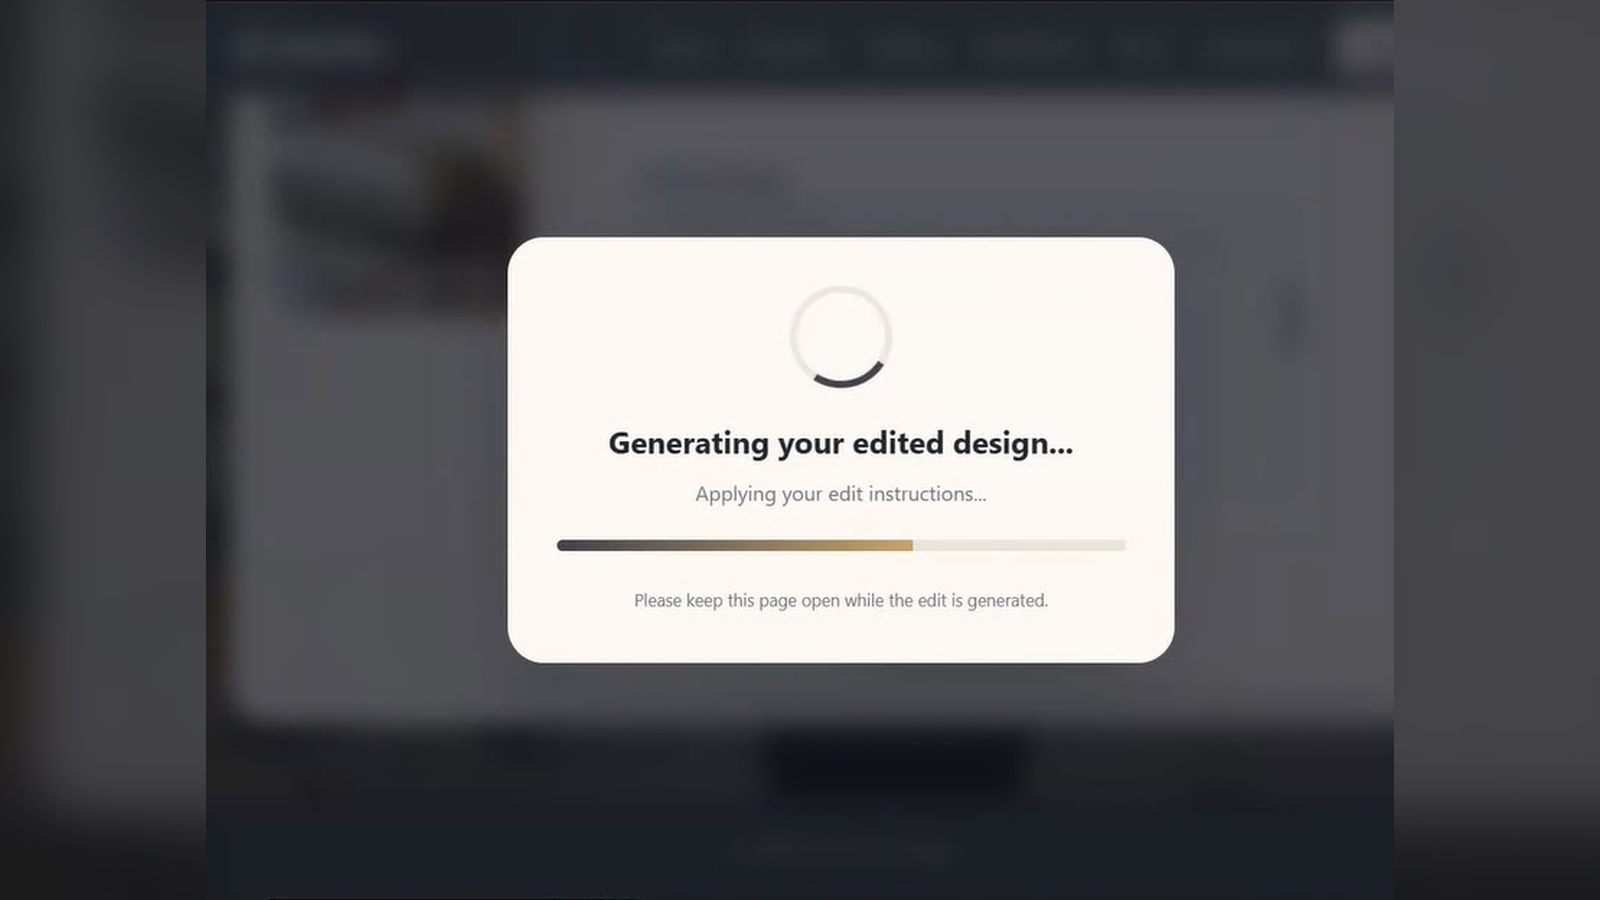 Generating your edited design...
Applying your edit instructions...
Please keep this page open while the edit is generated.